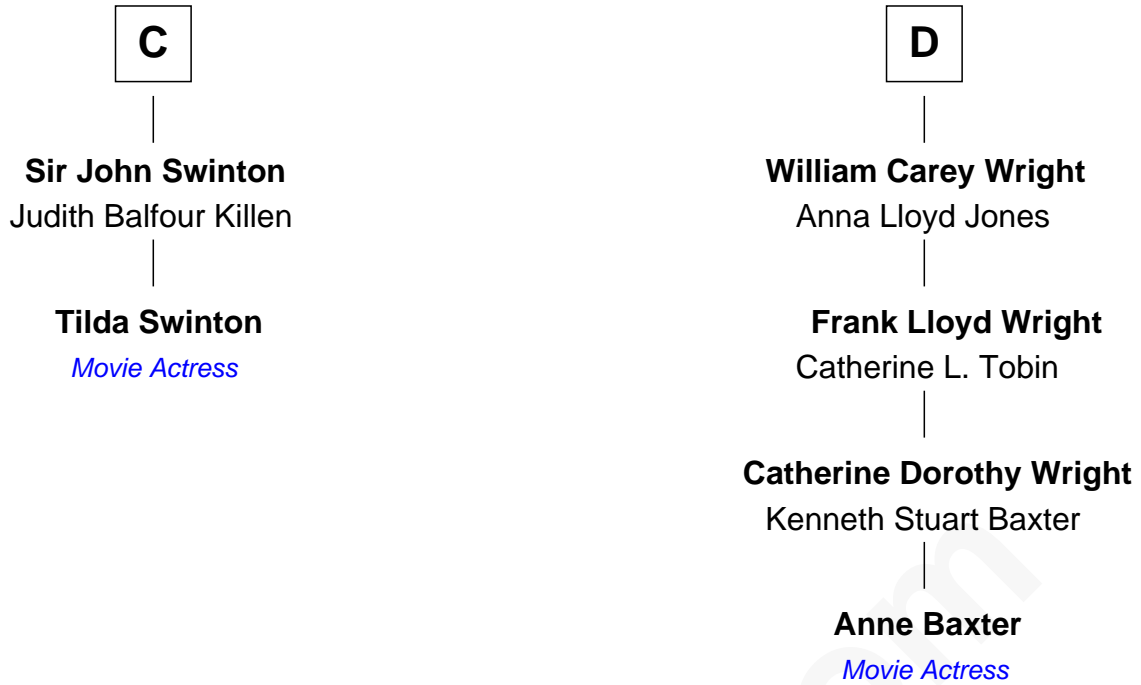 C
Sir John Swinton
Judith Balfour Killen
Tilda Swinton
Movie Actress
D
William Carey Wright
Anna Lloyd Jones
Frank Lloyd Wright
Catherine L. Tobin
Catherine Dorothy Wright
Kenneth Stuart Baxter
Anne Baxter
Movie Actress